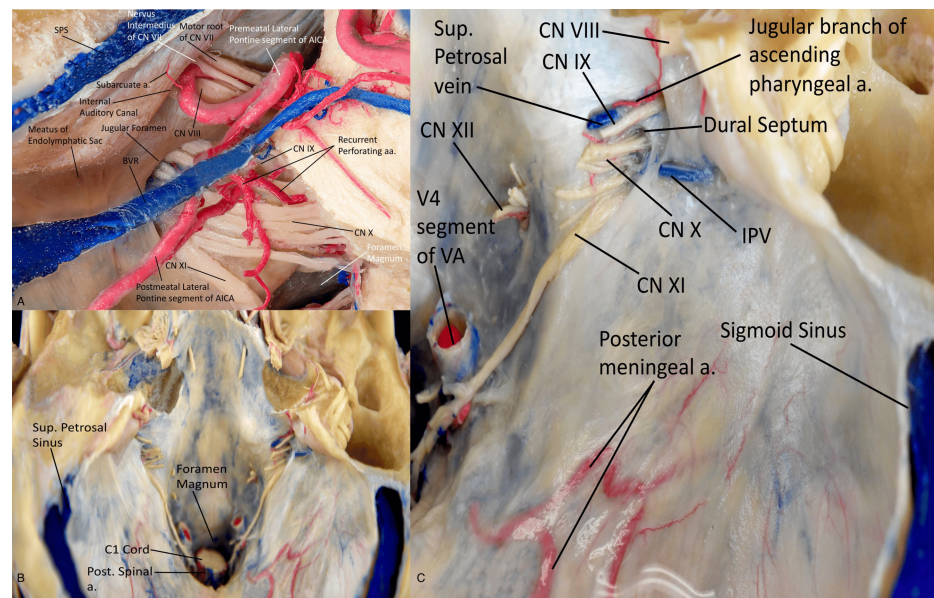 SPS
Nervus
Intermedius
of CN VII
Motor root
of CN VII
Premeatal Lateral
Pontine segment of AICA
Subarcuate a.
Internal
Auditory Canal
Jugular Foramen
Meatus of
Endolymphatic Sac
CN VIII
BVR
CN IX
Recurrent
Perforating aa.
CN X
Foramen
Magnum
CN XI
Postmeatal Lateral
Pontine segment of AICA
A
Sup. Petrosal
Sinus
Foramen
Magnum
C1 Cord
Post. Spinal
a.
B
Sup.
Petrosal
vein
CN VIII
CN IX
Jugular branch of
ascending
pharyngeal a.
CN XII
Dural Septum
V4
segment
of VA
CN X
IPV
CN XI
Posterior
meningeal a.
Sigmoid Sinus
C